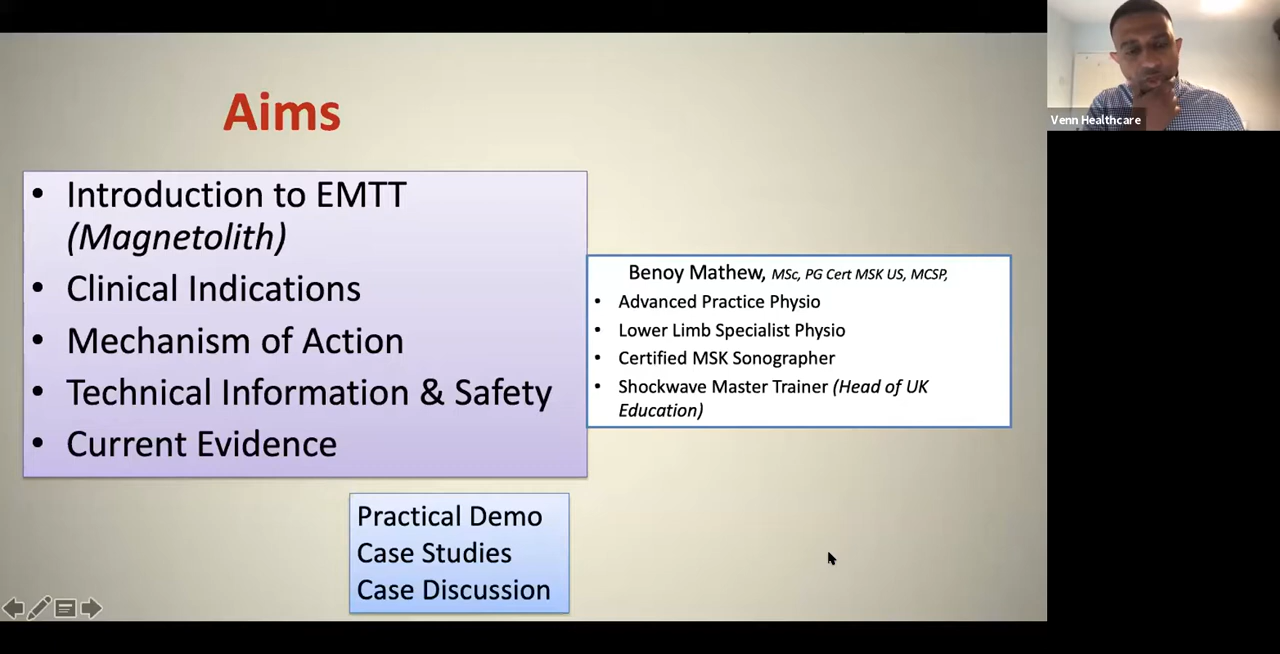 Aims
• Introduction to EMTT
(Magnetolith)
• Clinical Indications
• Mechanism of Action
• Technical Information & Safety
• Current Evidence
Benoy Mathew, MSc, PG Cert MSK US, MCSP,
• Advanced Practice Physio
• Lower Limb Specialist Physio
• Certified MSK Sonographer
• Shockwave Master Trainer (Head of UK
Education)
Practical Demo
Case Studies
Case Discussion
Venn Healthcare